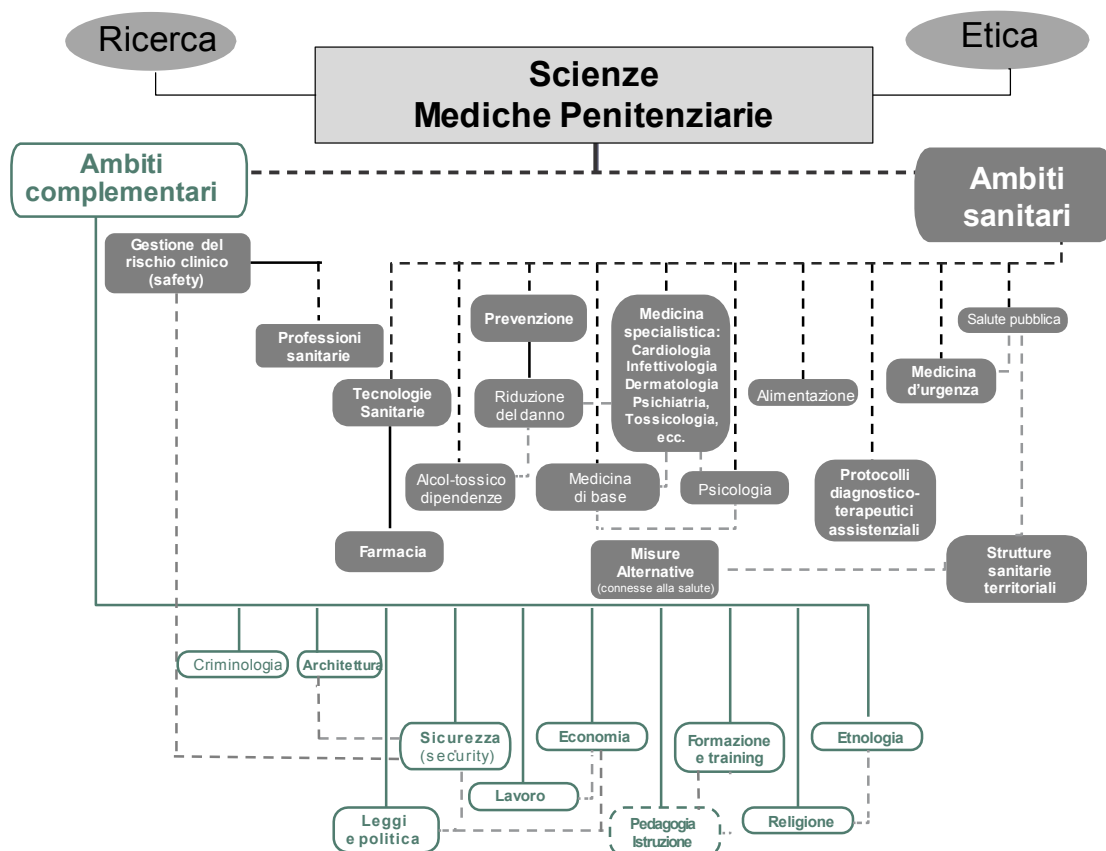 Ricerca
Etica
Scienze
Mediche Penitenziarie
Ambiti
complementari
Ambiti
sanitari
Gestione del
rischio clinico
(safety)
Professioni
sanitarie
Prevenzione
Medicina
specialistica:
Cardiologia
Infettivologia
Dermatologia
Psichiatria,
Tossicologia,
ecc.
Salute pubblica
Medicina
d'urgenza
Tecnologie
Sanitarie
Riduzione
del danno
Alimentazione
Alcol-tossico
dipendenze
Medicina
di base
Psicologia
Protocolli
diagnostico-
terapeutici
assistenziali
Farmacia
Misure
Alternative
(connesse alla salute)
Strutture
sanitarie
territoriali
Criminologia
Architettura
Sicurezza
(security)
Economia
Formazione
e training
Etnologia
Lavoro
Leggi
e politica
Pedagogia
Istruzione
Religione